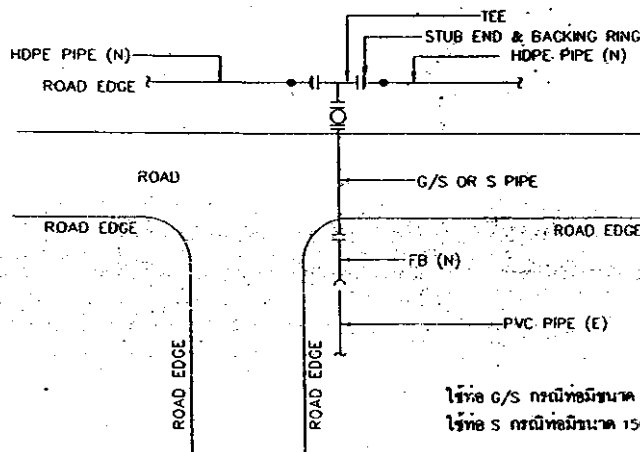 TEE
STUB END & BACKING RING
HDPE PIPE (N)
HDPE PIPE (N)
ROAD EDGE
ROAD
G/S OR S PIPE
ROAD EDGE
ROAD EDGE
FB (N)
PVC PIPE (E)
ROAD EDGE
ROAD EDGE
ใช้ท่อ G/S กรณีท่อมีขนาด
ใช้ท่อ S กรณีท่อมีขนาด 150